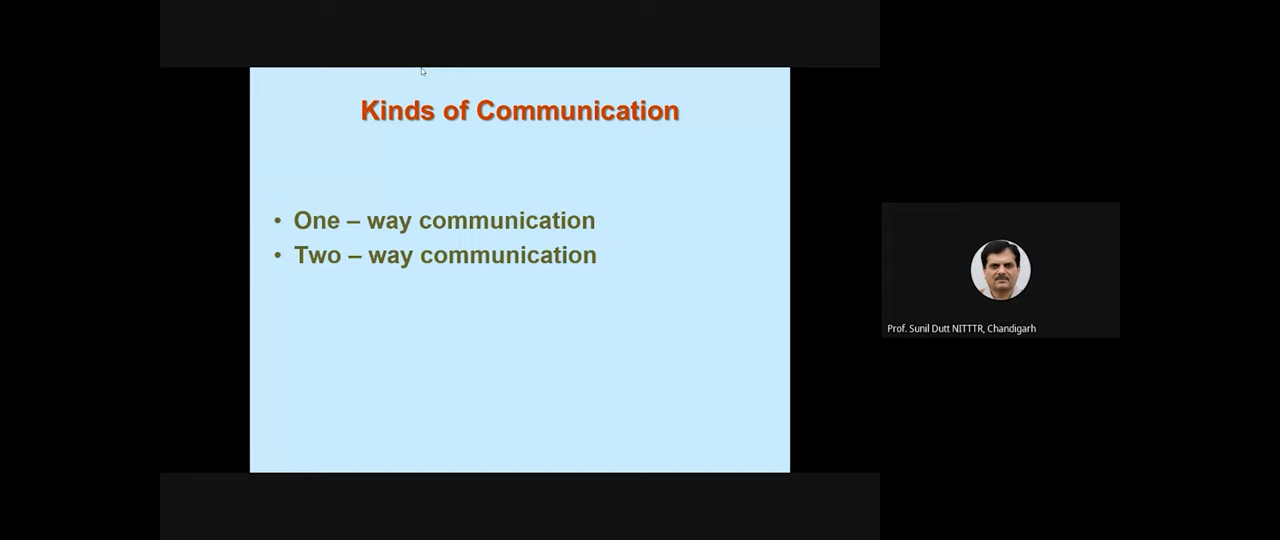 Kinds of Communication
• One – way communication
• Two – way communication
Prof. Sunil Dutt NITTTR, Chandigarh